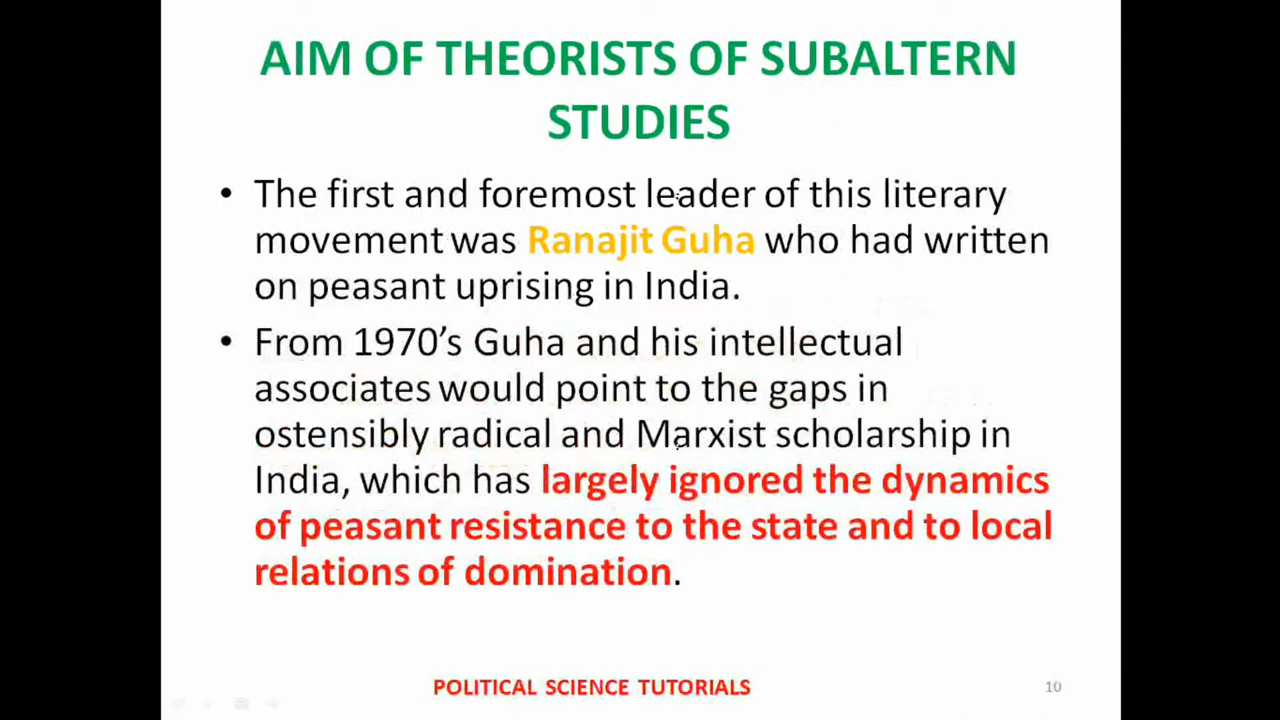 AIM OF THEORISTS OF SUBALTERN
STUDIES
• The first and foremost leader of this literary
movement was Ranajit Guha who had written
on peasant uprising in India.
• From 1970’s Guha and his intellectual
associates would point to the gaps in
ostensibly radical and Marxist scholarship in
India, which has largely ignored the dynamics
of peasant resistance to the state and to local
relations of domination.
POLITICAL SCIENCE TUTORIALS
10